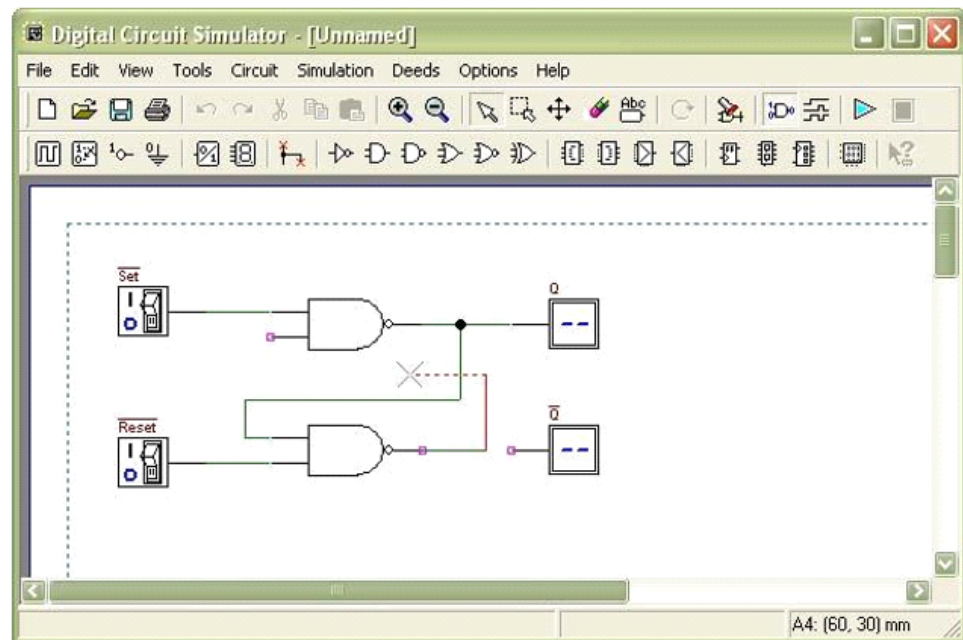 Digital Circuit Simulator - [Unnamed]
File Edit View Tools Circuit Simulation Deeds Options Help
Abc
Set
Q
Reset
Q
A4: (60, 30) mm